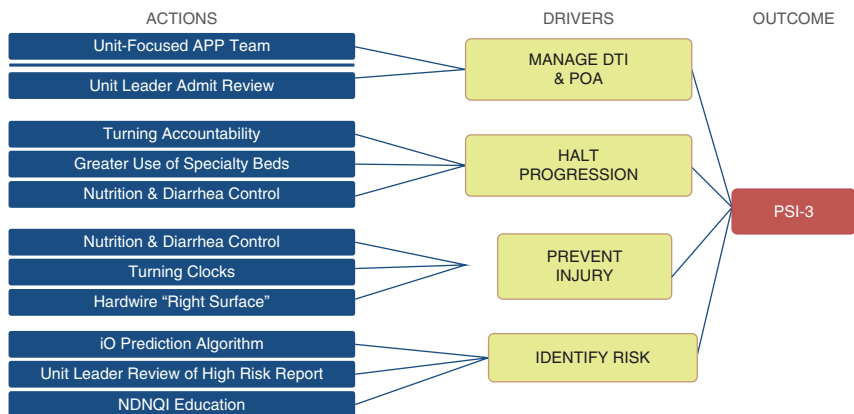 ACTIONS
DRIVERS
OUTCOME
Unit-Focused APP Team
Unit Leader Admit Review
MANAGE DTI
& POA
Turning Accountability
Greater Use of Specialty Beds
Nutrition & Diarrhea Control
HALT
PROGRESSION
Nutrition & Diarrhea Control
Turning Clocks
Hardwire “Right Surface”
PREVENT
INJURY
iO Prediction Algorithm
Unit Leader Review of High Risk Report
NDNQI Education
IDENTIFY RISK
PSI-3